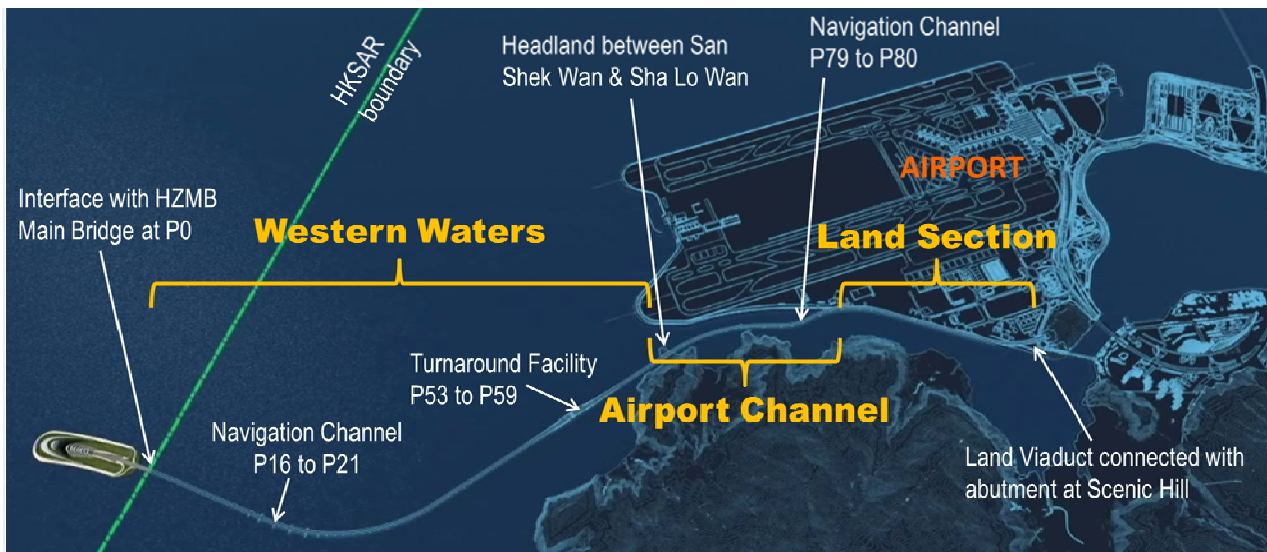 HKSAR
boundary
Headland between San
Shek Wan & Sha Lo Wan
Navigation Channel
P79 to P80
AIRPORT
Interface with HZMB
Main Bridge at P0
Western Waters
Land Section
Turnaround Facility
P53 to P59
Airport Channel
Navigation Channel
P16 to P21
Land Viaduct connected with
abutment at Scenic Hill